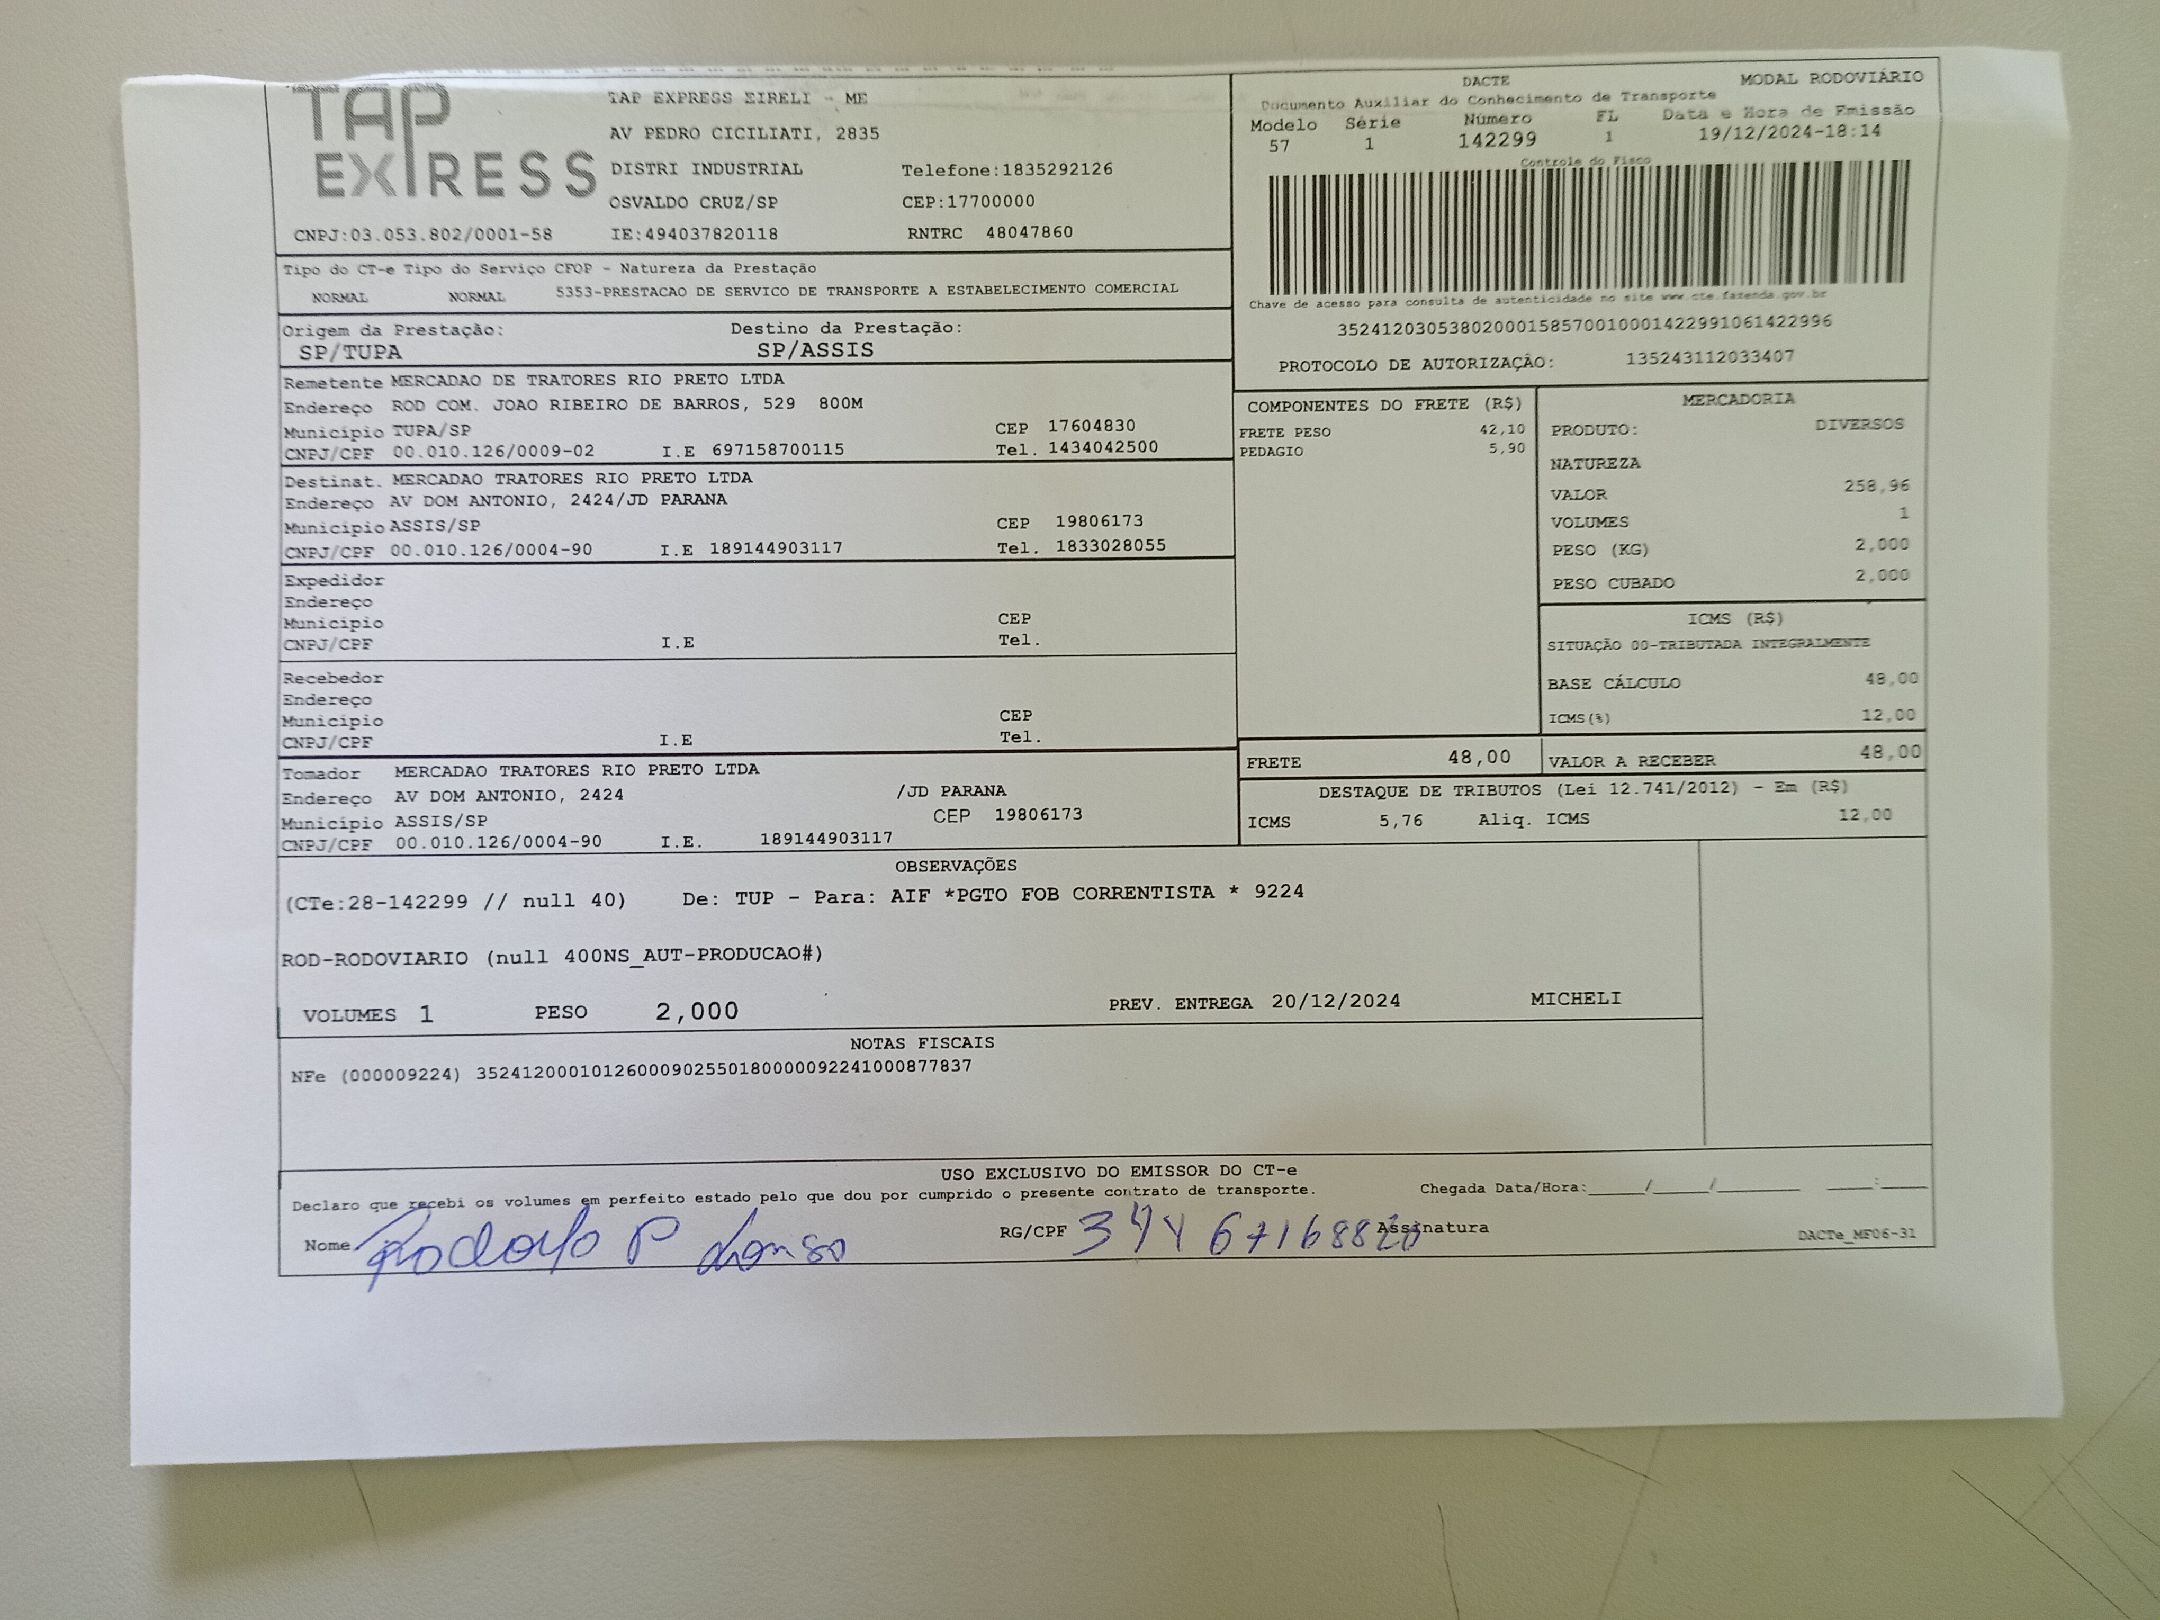 TAP EXPRESS
TAP EXPRESS EIRELI - ME
AV PEDRO CICILIATI, 2835
DISTRI INDUSTRIAL Telefone:1835292126
OSVALDO CRUZ/SP CEP:17700000
CNPJ:03.053.802/0001-58 IE:494037820118 RNTRC 48047860
DACTE MODAL RODOVIÁRIO
Documento Auxiliar do Conhecimento de Transporte
Modelo Série Número FL Data e Hora de Emissão
57 1 142299 1 19/12/2024-18:14
Controle do Fisco
Chave de acesso para consulta de autenticidade no site www.cte.fazenda.gov.br
35241203053802000158570010001422991061422996
PROTOCOLO DE AUTORIZAÇÃO: 135243112033407
Tipo do CT-e Tipo do Serviço CFOP - Natureza da Prestação
NORMAL NORMAL 5353-PRESTACAO DE SERVICO DE TRANSPORTE A ESTABELECIMENTO COMERCIAL
Origem da Prestação: Destino da Prestação:
SP/TUPA SP/ASSIS
Remetente MERCADAO DE TRATORES RIO PRETO LTDA
Endereço ROD COM. JOAO RIBEIRO DE BARROS, 529 800M
Município TUPA/SP CEP 17604830
CNPJ/CPF 00.010.126/0009-02 I.E 697158700115 Tel. 1434042500
Destinat. MERCADAO TRATORES RIO PRETO LTDA
Endereço AV DOM ANTONIO, 2424/JD PARANA
Município ASSIS/SP CEP 19806173
CNPJ/CPF 00.010.126/0004-90 I.E 189144903117 Tel. 1833028055
Expedidor
Endereço
Município CEP
CNPJ/CPF I.E Tel.
Recebedor
Endereço
Município CEP
CNPJ/CPF I.E Tel.
Tomador MERCADAO TRATORES RIO PRETO LTDA
Endereço AV DOM ANTONIO, 2424 /JD PARANA
Município ASSIS/SP CEP 19806173
CNPJ/CPF 00.010.126/0004-90 I.E. 189144903117
COMPONENTES DO FRETE (R$)
FRETE PESO 42,10
PEDAGIO 5,90
MERCADORIA
PRODUTO: DIVERSOS
NATUREZA
VALOR 258,96
VOLUMES 1
PESO (KG) 2,000
PESO CUBADO 2,000
ICMS (R$)
SITUAÇÃO 00-TRIBUTADA INTEGRALMENTE
BASE CÁLCULO 48,00
ICMS(%) 12,00
FRETE 48,00 VALOR A RECEBER 48,00
DESTAQUE DE TRIBUTOS (Lei 12.741/2012) - Em (R$)
ICMS 5,76 Aliq. ICMS 12,00
OBSERVAÇÕES
(CTe:28-142299 // null 40) De: TUP - Para: AIF *PGTO FOB CORRENTISTA * 9224
ROD-RODOVIARIO (null 400NS_AUT-PRODUCAO#)
VOLUMES 1 PESO 2,000 PREV. ENTREGA 20/12/2024 MICHELI
NOTAS FISCAIS
NFe (000009224) 35241200010126000902550180000092241000877837
USO EXCLUSIVO DO EMISSOR DO CT-e
Declaro que recebi os volumes em perfeito estado pelo que dou por cumprido o presente contrato de transporte. Chegada Data/Hora:____/____/______ ___:___
Nome Rodolfo P RG/CPF Assinatura
DACTe_MF06-31